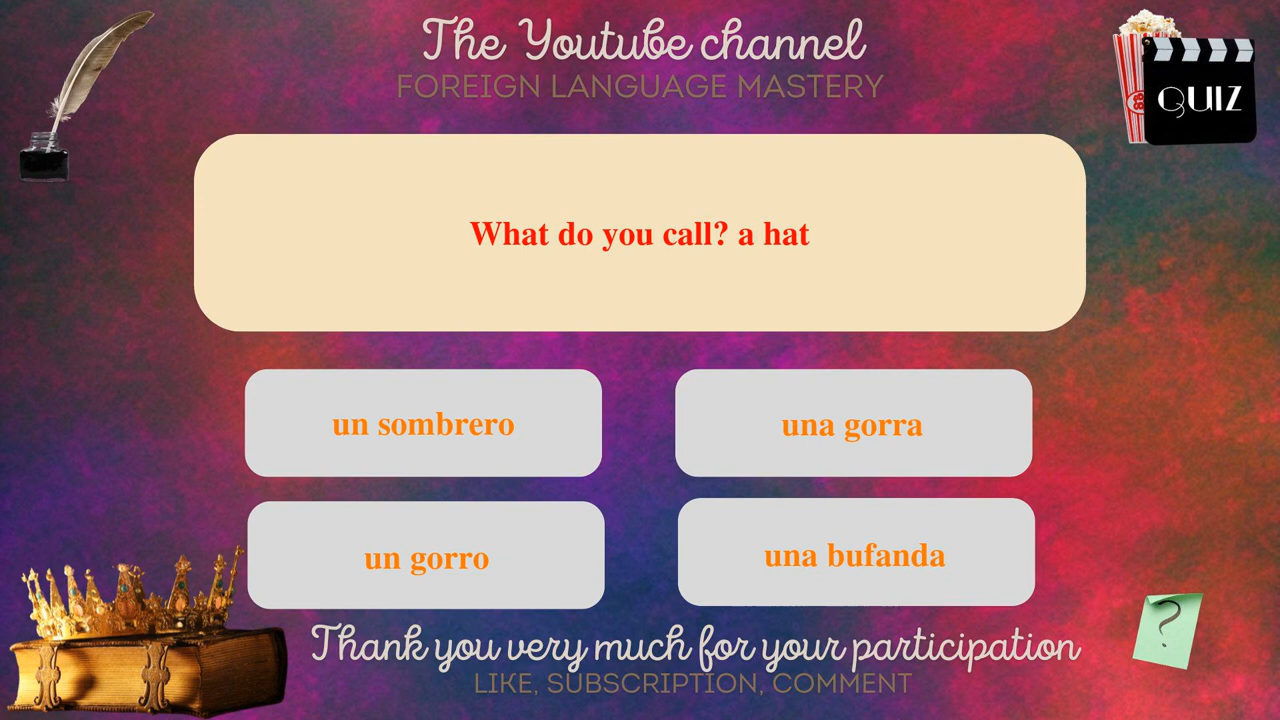 The Youtube channel
FOREIGN LANGUAGE MASTERY
QUIZ
What do you call? a hat
un sombrero
una gorra
un gorro
una bufanda
?
Thank you very much for your participation
LIKE, SUBSCRIPTION, COMMENT